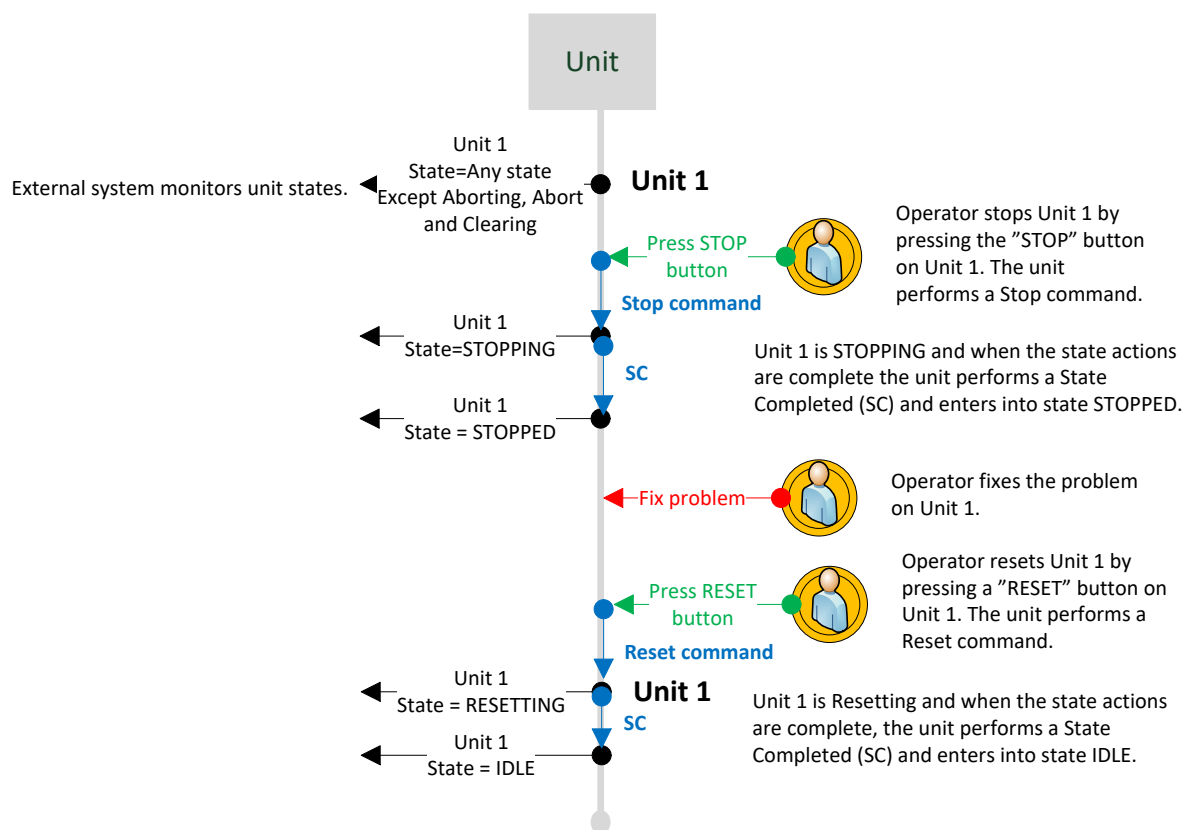 Unit
Unit 1
State=Any state
Except Aborting, Abort
and Clearing
External system monitors unit states.
Unit 1
Operator stops Unit 1 by
pressing the ”STOP” button
on Unit 1. The unit
performs a Stop command.
Press STOP
button
Stop command
Unit 1
State=STOPPING
Unit 1 is STOPPING and when the state actions
are complete the unit performs a State
Completed (SC) and enters into state STOPPED.
SC
Unit 1
State = STOPPED
Fix problem
Operator fixes the problem
on Unit 1.
Operator resets Unit 1 by
pressing a ”RESET” button on
Unit 1. The unit performs a
Reset command.
Press RESET
button
Reset command
Unit 1
State = RESETTING
Unit 1
Unit 1 is Resetting and when the state actions
are complete, the unit performs a State
Completed (SC) and enters into state IDLE.
SC
Unit 1
State = IDLE